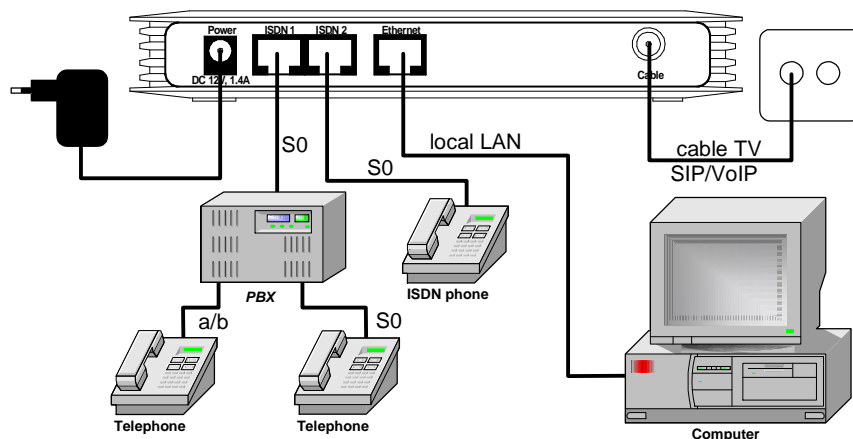 Power
ISDN 1
ISDN 2
Ethernet
DC 12V, 1.4A
Cable
S0
local LAN
S0
cable TV
SIP/VoIP
PBX
ISDN phone
a/b
S0
Telephone
Telephone
Computer